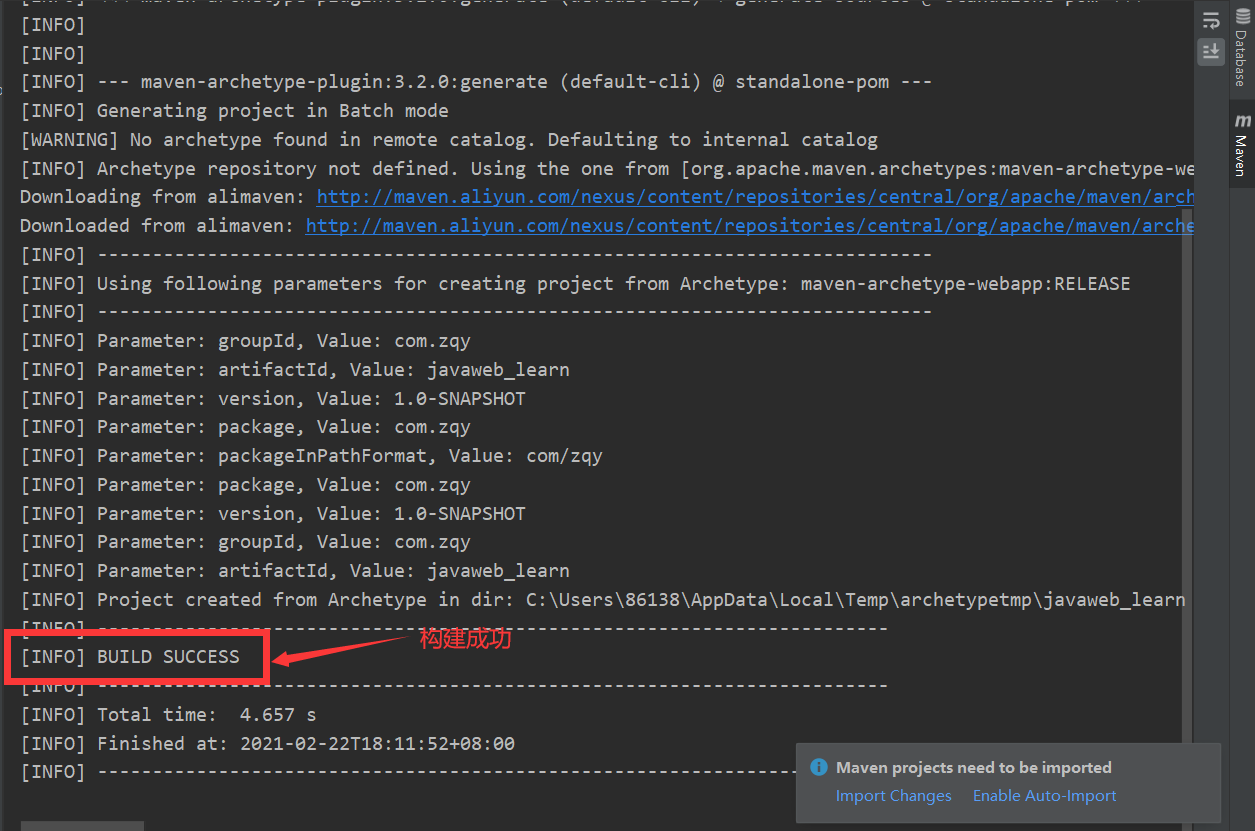 [INFO]
[INFO]
[INFO] --- maven-archetype-plugin:3.2.0:generate (default-cli) @ standalone-pom ---
[INFO] Generating project in Batch mode
[WARNING] No archetype found in remote catalog. Defaulting to internal catalog
[INFO] Archetype repository not defined. Using the one from [org.apache.maven.archetypes:maven-archetype-we
Downloading from alimaven: http://maven.aliyun.com/nexus/content/repositories/central/org/apache/maven/arch
Downloaded from alimaven: http://maven.aliyun.com/nexus/content/repositories/central/org/apache/maven/arche
[INFO] ----------------------------------------------------------------------------
[INFO] Using following parameters for creating project from Archetype: maven-archetype-webapp:RELEASE
[INFO] ----------------------------------------------------------------------------
[INFO] Parameter: groupId, Value: com.zqy
[INFO] Parameter: artifactId, Value: javaweb_learn
[INFO] Parameter: version, Value: 1.0-SNAPSHOT
[INFO] Parameter: package, Value: com.zqy
[INFO] Parameter: packageInPathFormat, Value: com/zqy
[INFO] Parameter: package, Value: com.zqy
[INFO] Parameter: version, Value: 1.0-SNAPSHOT
[INFO] Parameter: groupId, Value: com.zqy
[INFO] Parameter: artifactId, Value: javaweb_learn
[INFO] Project created from Archetype in dir: C:\Users\86138\AppData\Local\Temp\archetypetmp\javaweb_learn
[INFO] ------------------------------------------------------------------------
构建成功
[INFO] BUILD SUCCESS
[INFO] ------------------------------------------------------------------------
[INFO] Total time:  4.657 s
[INFO] Finished at: 2021-02-22T18:11:52+08:00
[INFO] ----------------------------------------------------------------
Maven projects need to be imported
Import Changes Enable Auto-Import
Database
m Maven